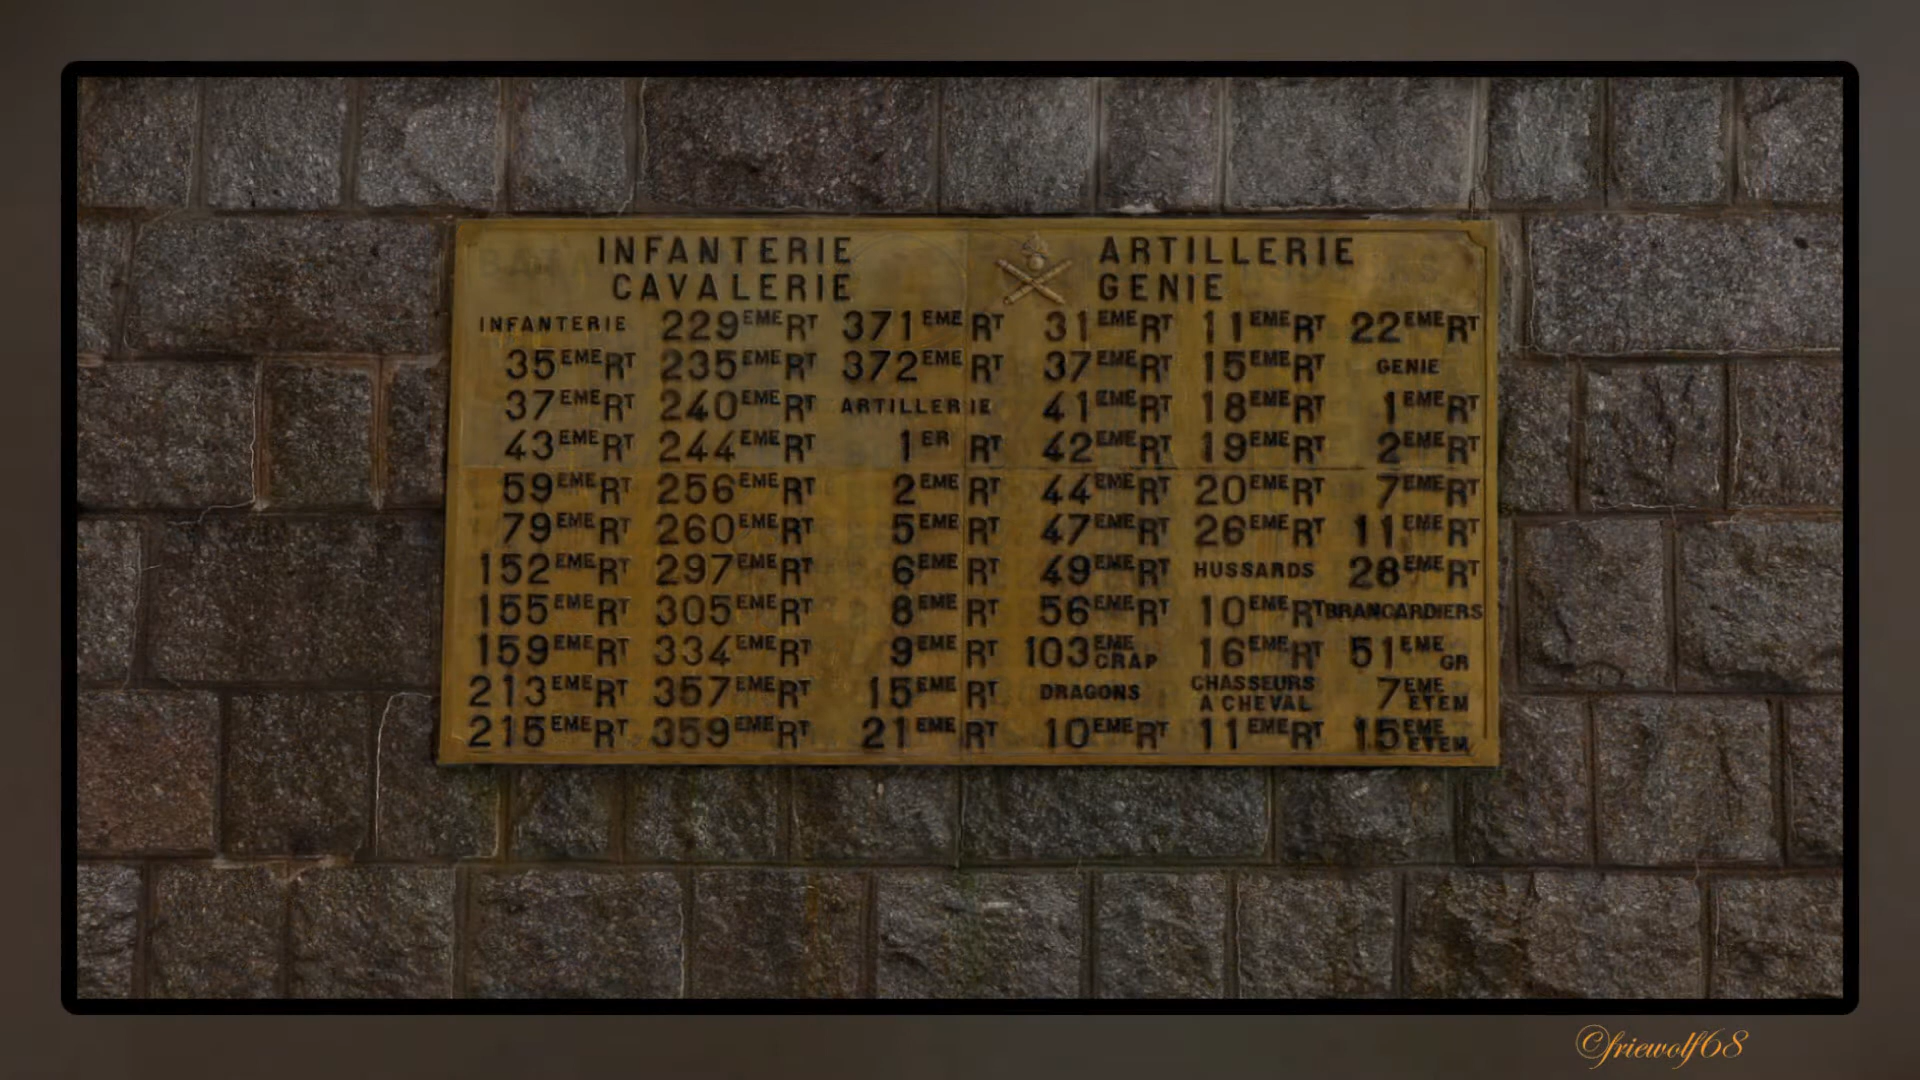 INFANTERIE ARTILLERIE
CAVALERIE GENIE
INFANTERIE 229EME RT 371EME RT 31EME RT 11EME RT 22EME RT
35EME RT 235EME RT 372EME RT 37EME RT 15EME RT GENIE
37EME RT 240EME RT ARTILLERIE 41EME RT 18EME RT 1EME RT
43EME RT 244EME RT 1ER RT 42EME RT 19EME RT 2EME RT
59EME RT 256EME RT 2EME RT 44EME RT 20EME RT 7EME RT
79EME RT 260EME RT 5EME RT 47EME RT 26EME RT 11EME RT
152EME RT 297EME RT 6EME RT 49EME RT HUSSARDS 28EME RT
155EME RT 305EME RT 8EME RT 56EME RT 10EME RT BRANCARDIERS
159EME RT 334EME RT 9EME RT 103EME CRAP 16EME RT 51EME GR
213EME RT 357EME RT 15EME RT DRAGONS CHASSEURS A CHEVAL 7EME ETEM
215EME RT 359EME RT 21EME RT 10EME RT 11EME RT 15EME ETEM
©friewolf68